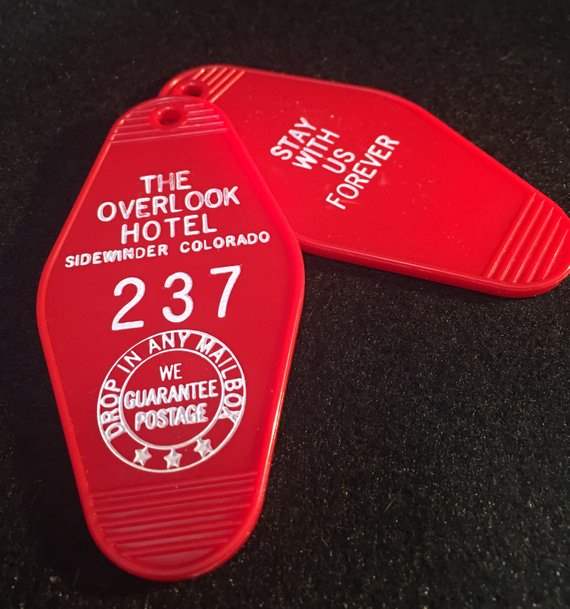 THE
OVERLOOK
HOTEL
SIDEWINDER COLORADO
237
DROP IN ANY MAILBOX
WE
GUARANTEE
POSTAGE
STAY
WITH
US
FOREVER